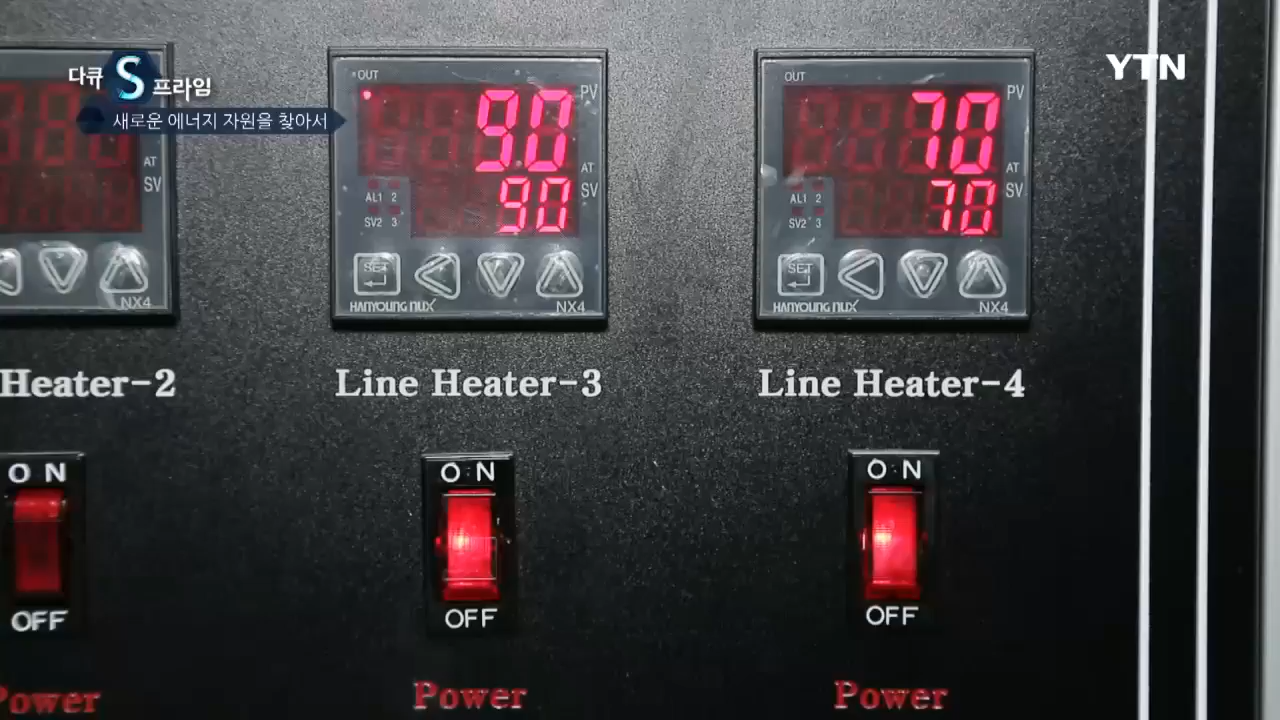 다큐 S 프라임
새로운 에너지 자원을 찾아서
YTN
AT
SV
NX4
OUT
90
PV
AT
90
SV
AL1 2
SV2 3
SET
HANYOUNG NUX
NX4
OUT
70
PV
AT
70
SV
AL1 2
SV2 3
SET
HANYOUNG NUX
NX4
Heater-2
Line Heater-3
Line Heater-4
ON
OFF
Power
ON
OFF
Power
ON
OFF
Power